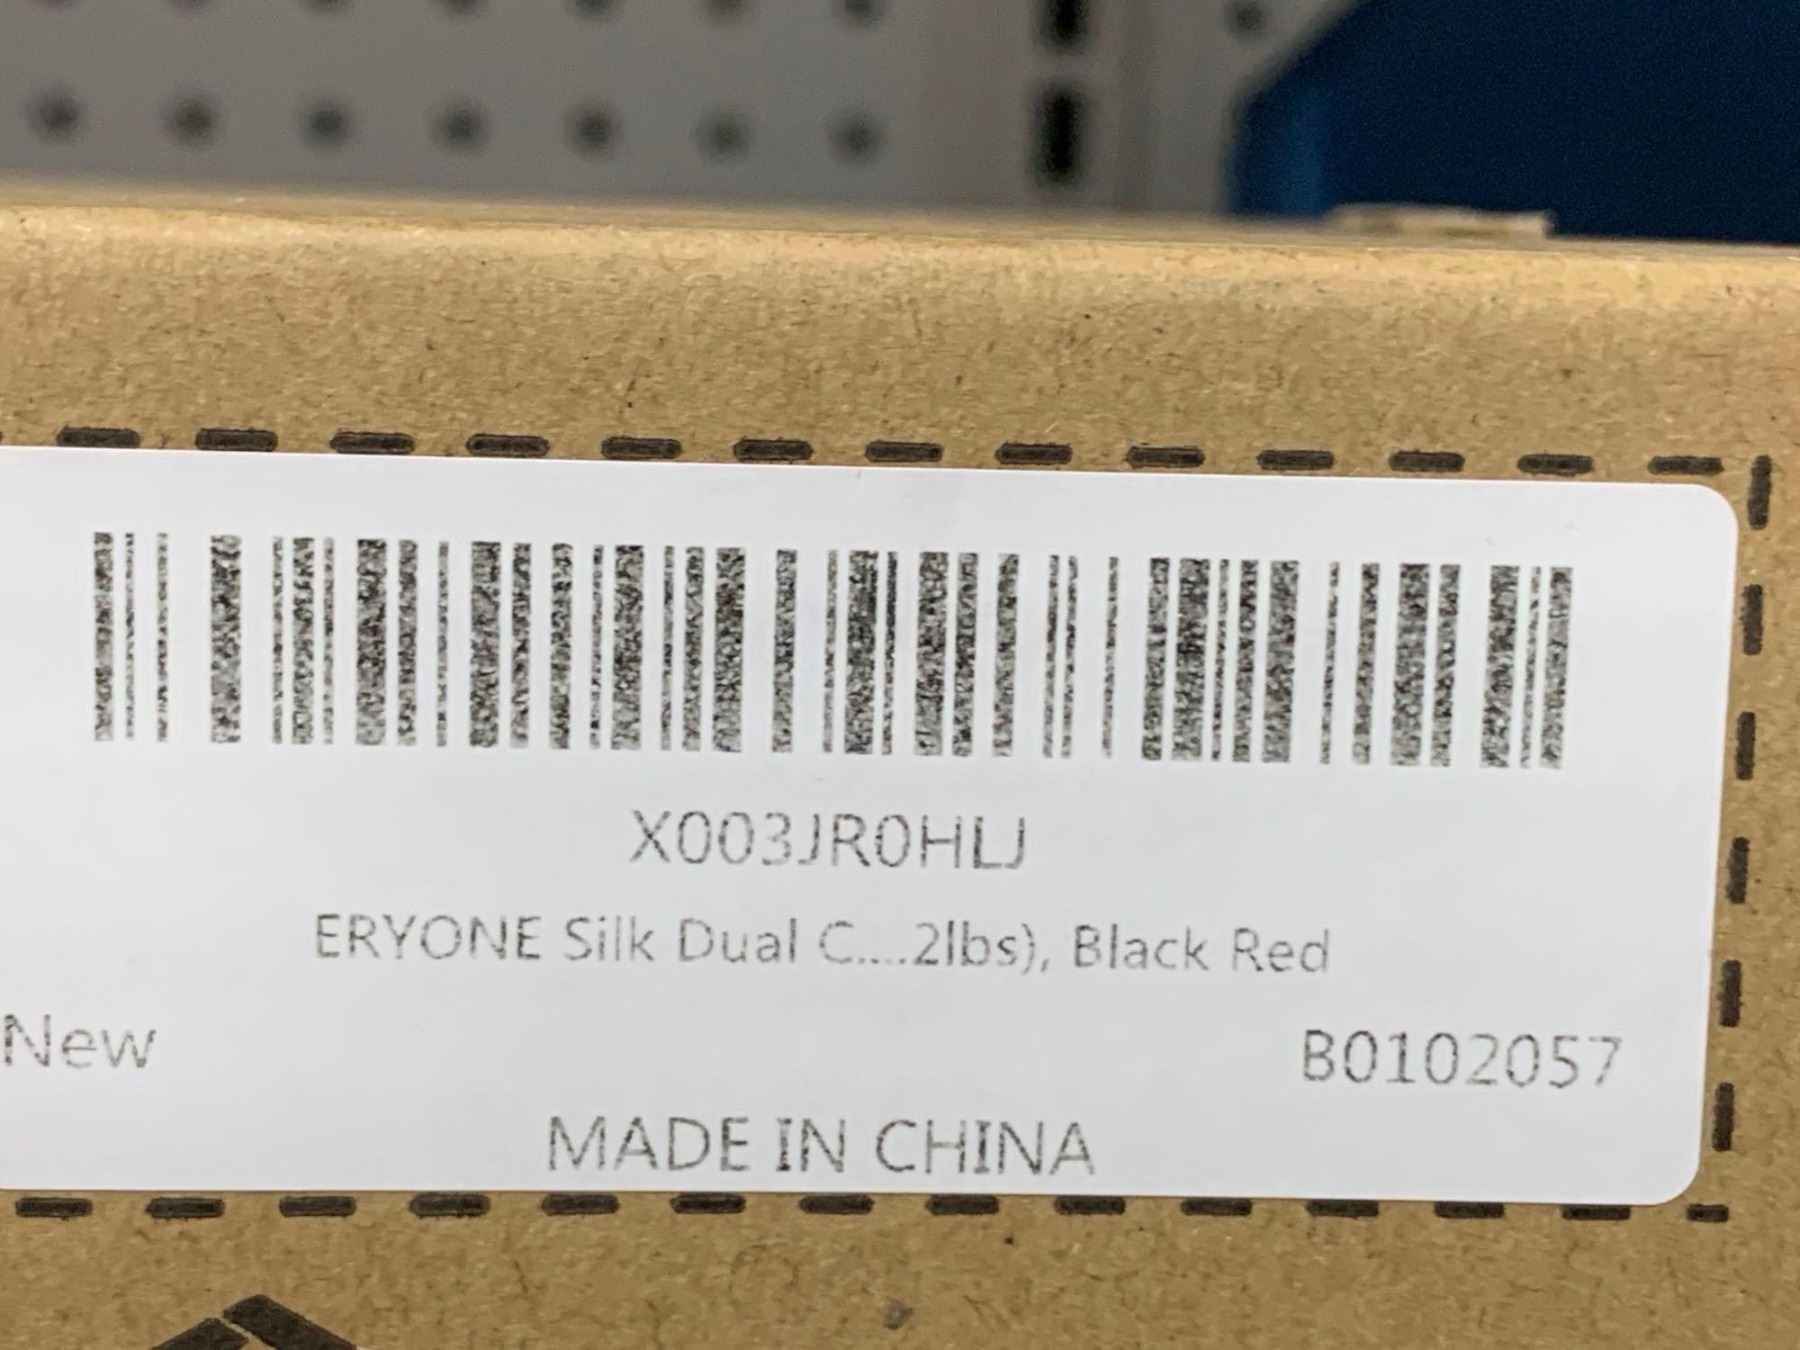 X003JR0HLJ
ERYONE Silk Dual C....2lbs), Black Red
New
B0102057
MADE IN CHINA